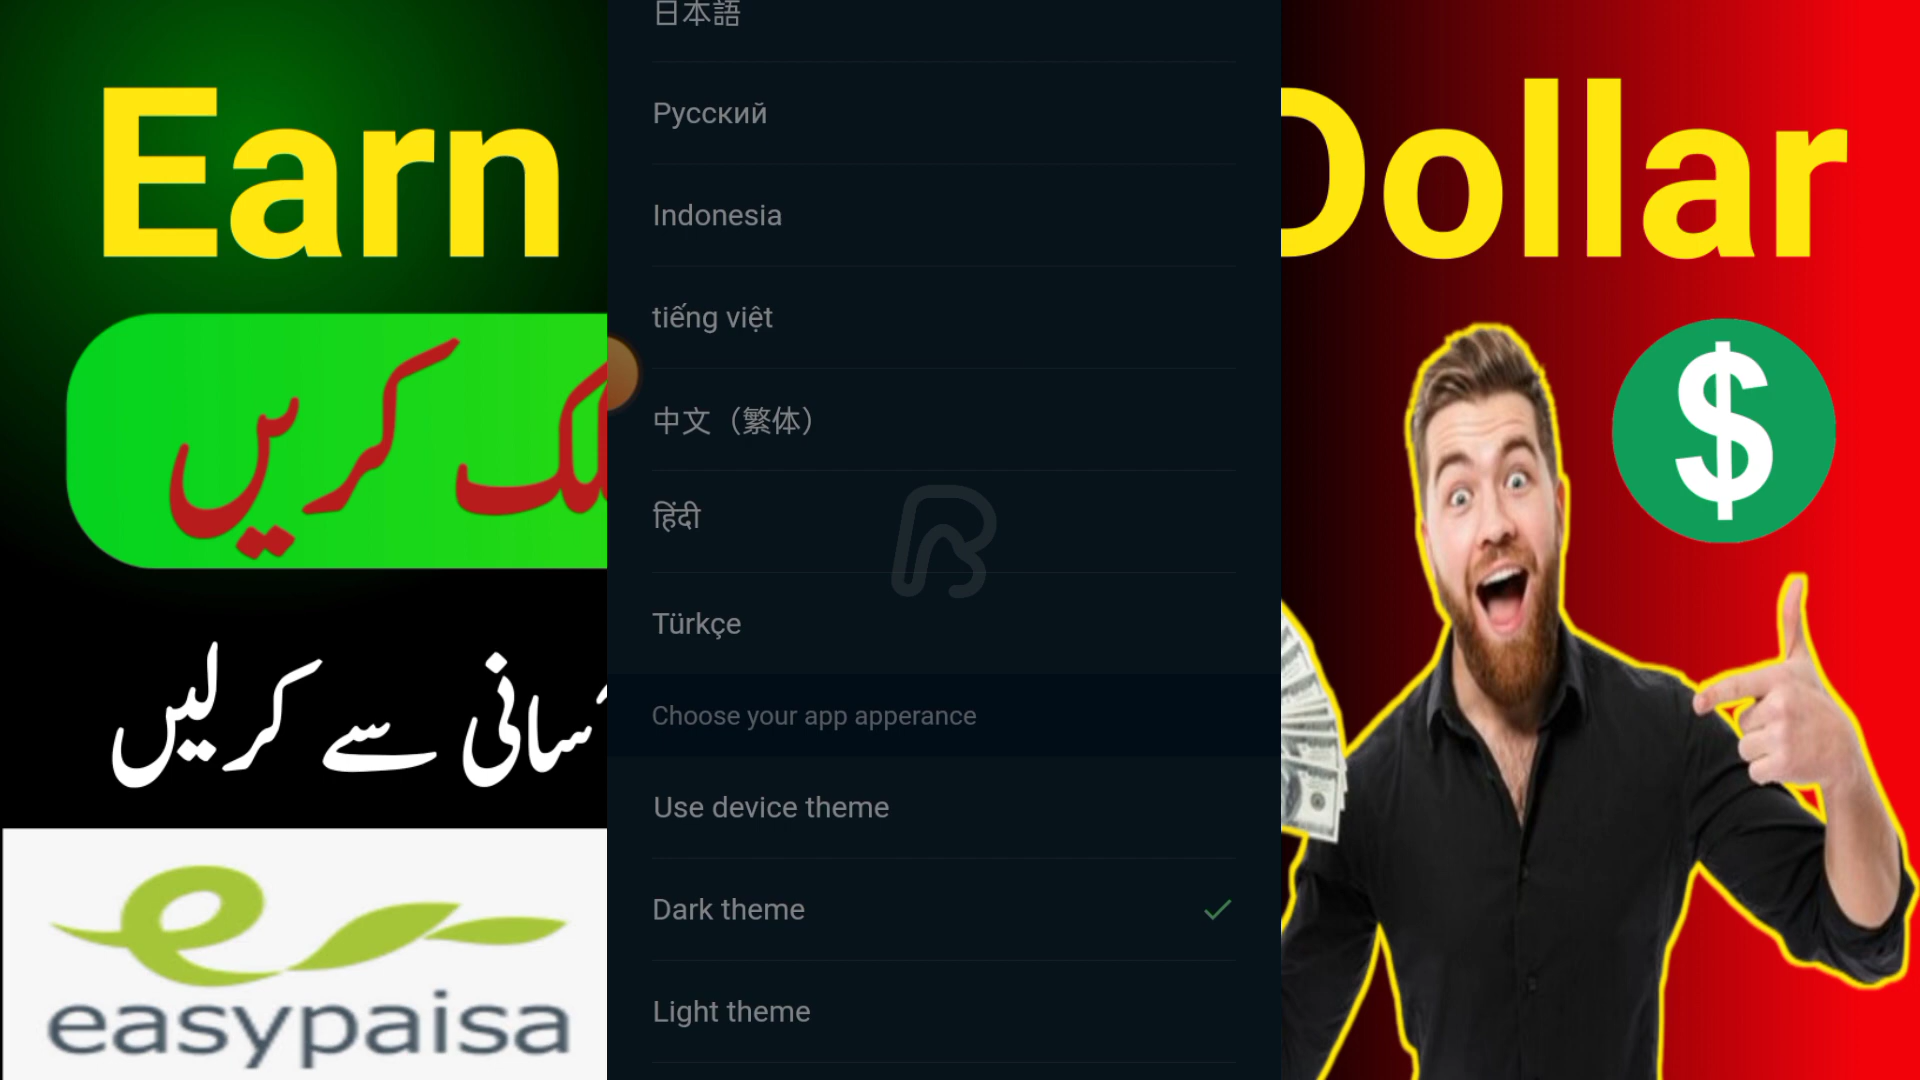 Earn
Dollar
کریں
سانی سے کرلیں
easypaisa
日本語
Русский
Indonesia
tiếng việt
中文（繁体）
हिंदी
Türkçe
Choose your app apperance
Use device theme
Dark theme
Light theme
$